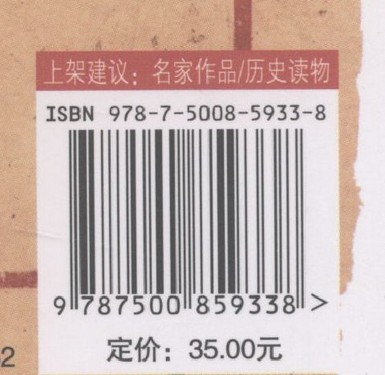 上架建议：名家作品/历史读物
ISBN 978-7-5008-5933-8
9 787500 859338 >
定价：35.00元
2